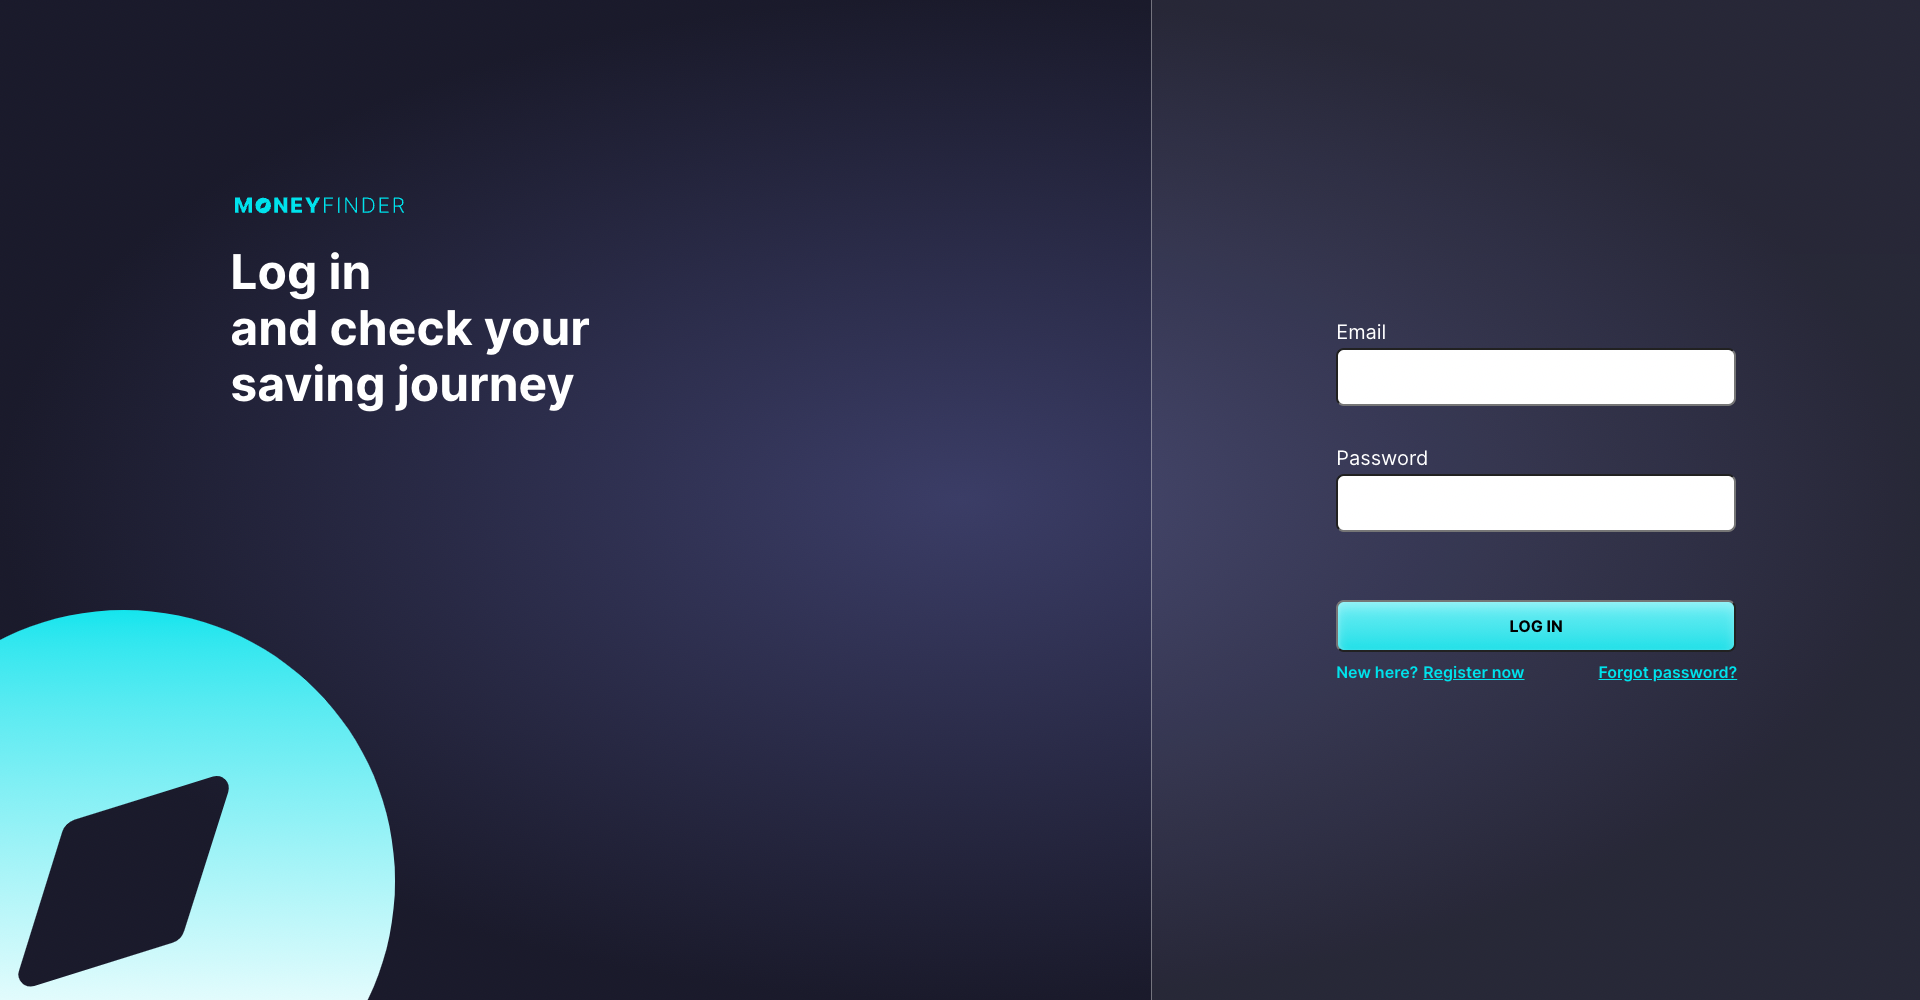 MONEYFINDER
Log in
and check your
saving journey
Email
Password
LOG IN
New here? Register now
Forgot password?